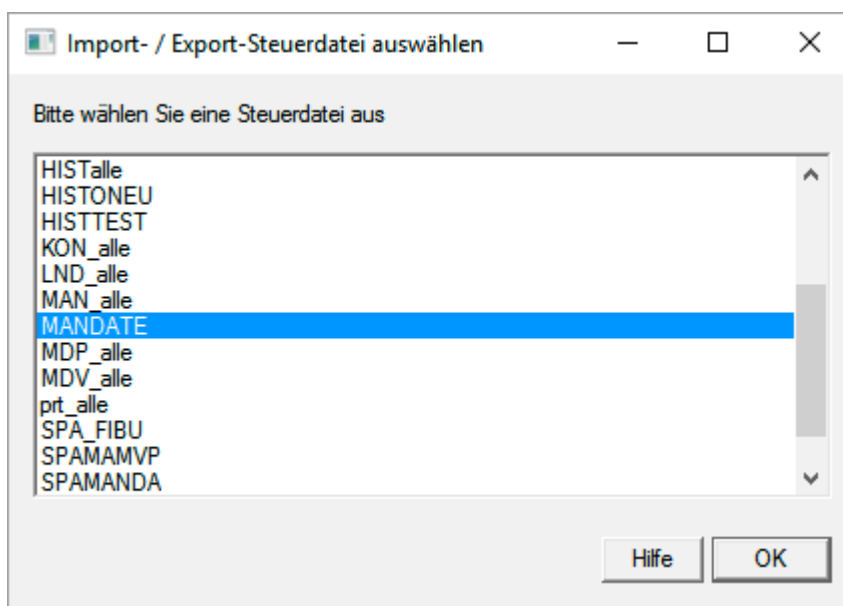 Import- / Export-Steuerdatei auswählen
Bitte wählen Sie eine Steuerdatei aus
HISTalle
HISTONEU
HISTTEST
KON_alle
LND_alle
MAN_alle
MANDATE
MDP_alle
MDV_alle
prt_alle
SPA_FIBU
SPAMAMVP
SPAMANDA
Hilfe
OK